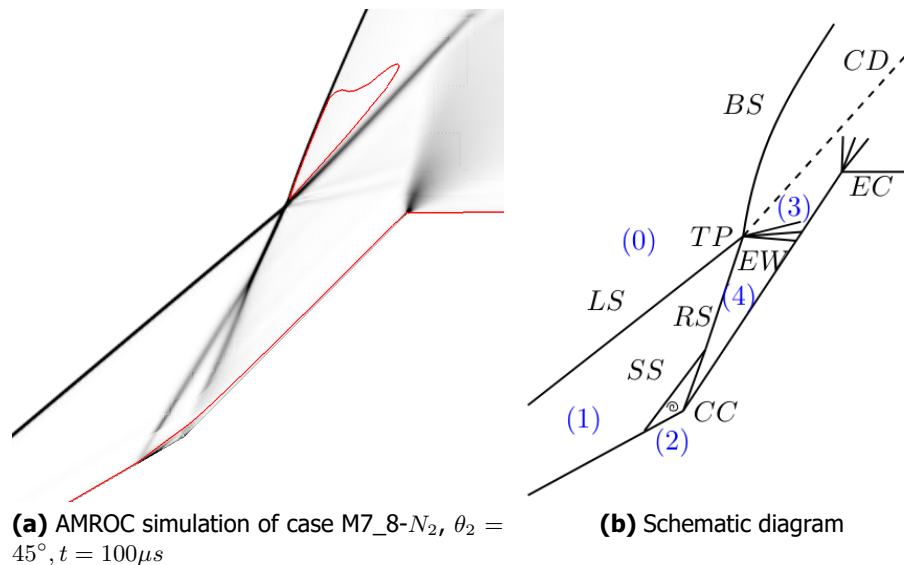 CD
BS
EC
(3)
(0)
TP
EW
(4)
LS
RS
SS
CC
(1)
(2)
(a) AMROC simulation of case M7_8-N₂, θ₂ =
45°, t = 100μs
(b) Schematic diagram